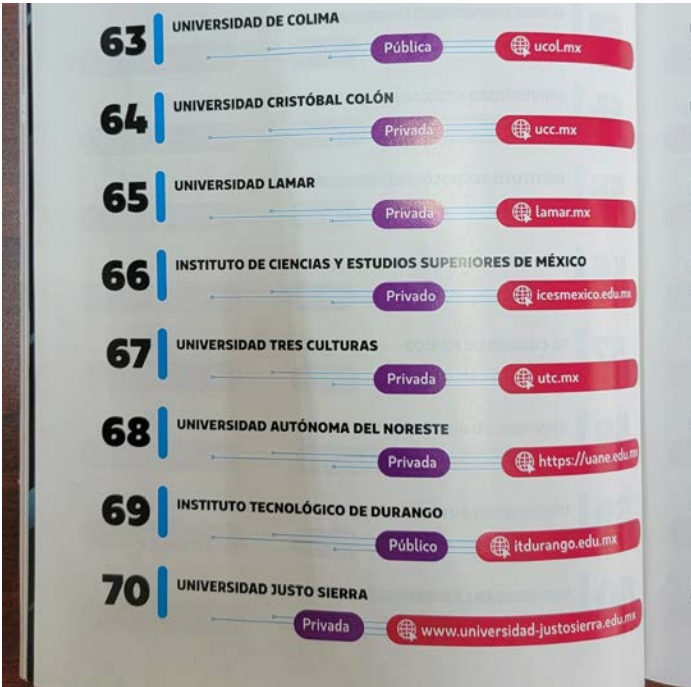 63 UNIVERSIDAD DE COLIMA
Pública ucol.mx
64 UNIVERSIDAD CRISTÓBAL COLÓN
Privada ucc.mx
65 UNIVERSIDAD LAMAR
Privada lamar.mx
66 INSTITUTO DE CIENCIAS Y ESTUDIOS SUPERIORES DE MÉXICO
Privado icesmexico.edu.mx
67 UNIVERSIDAD TRES CULTURAS
Privada utc.mx
68 UNIVERSIDAD AUTÓNOMA DEL NORESTE
Privada https://uane.edu.mx
69 INSTITUTO TECNOLÓGICO DE DURANGO
Público itdurango.edu.mx
70 UNIVERSIDAD JUSTO SIERRA
Privada www.universidad-justosierra.edu.mx